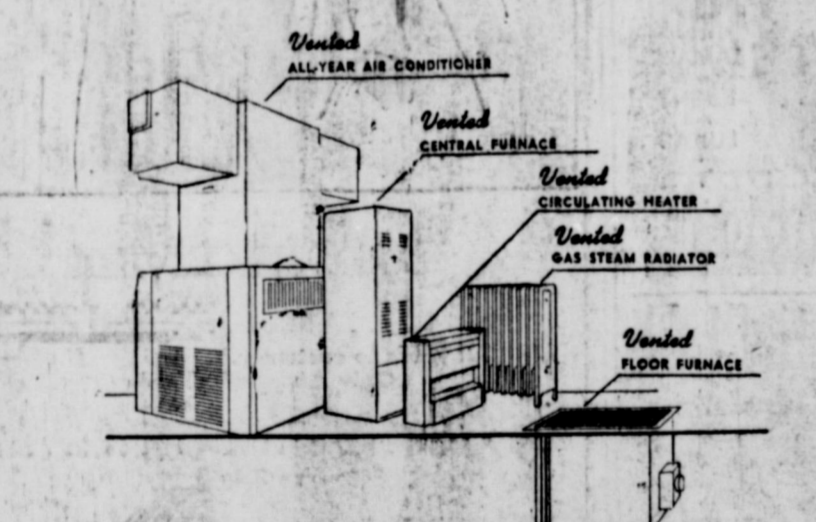 Vented
ALL-YEAR AIR CONDITIONER
Vented
CENTRAL FURNACE
Vented
CIRCULATING HEATER
Vented
GAS STEAM RADIATOR
Vented
FLOOR FURNACE